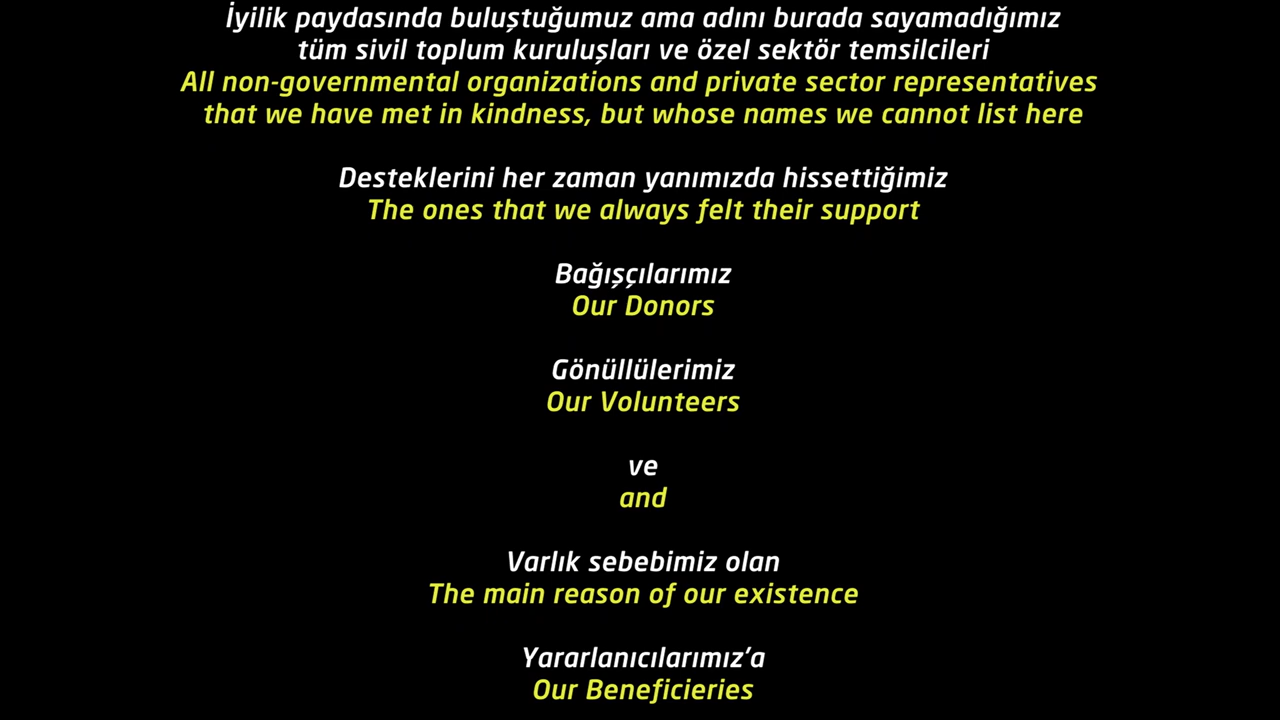 İyilik paydasında buluştuğumuz ama adını burada sayamadığımız
tüm sivil toplum kuruluşları ve özel sektör temsilcileri
All non-governmental organizations and private sector representatives
that we have met in kindness, but whose names we cannot list here
Desteklerini her zaman yanımızda hissettiğimiz
The ones that we always felt their support
Bağışçılarımız
Our Donors
Gönüllülerimiz
Our Volunteers
ve
and
Varlık sebebimiz olan
The main reason of our existence
Yararlanıcılarımız’a
Our Beneficieries